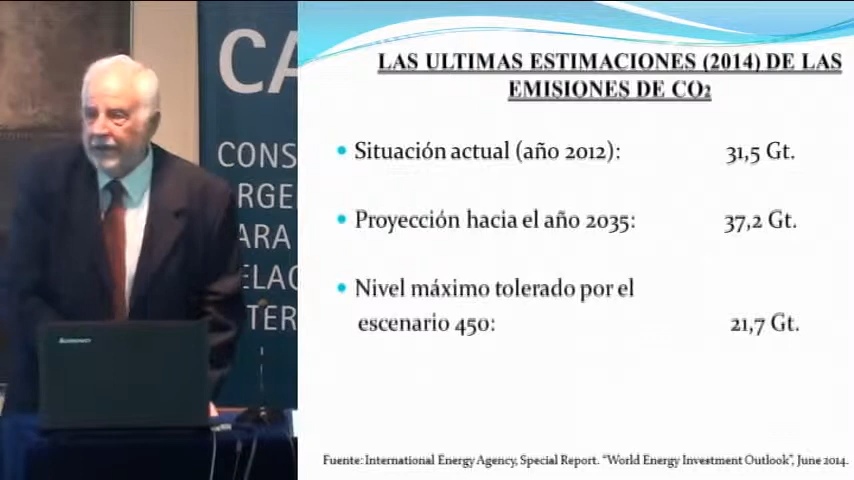 CA
CONS
RGE
ARA
ELAC
TER
lenovo
LAS ULTIMAS ESTIMACIONES (2014) DE LAS
EMISIONES DE CO₂
Situación actual (año 2012): 31,5 Gt.
Proyección hacia el año 2035: 37,2 Gt.
Nivel máximo tolerado por el
escenario 450: 21,7 Gt.
Fuente: International Energy Agency, Special Report. “World Energy Investment Outlook”, June 2014.